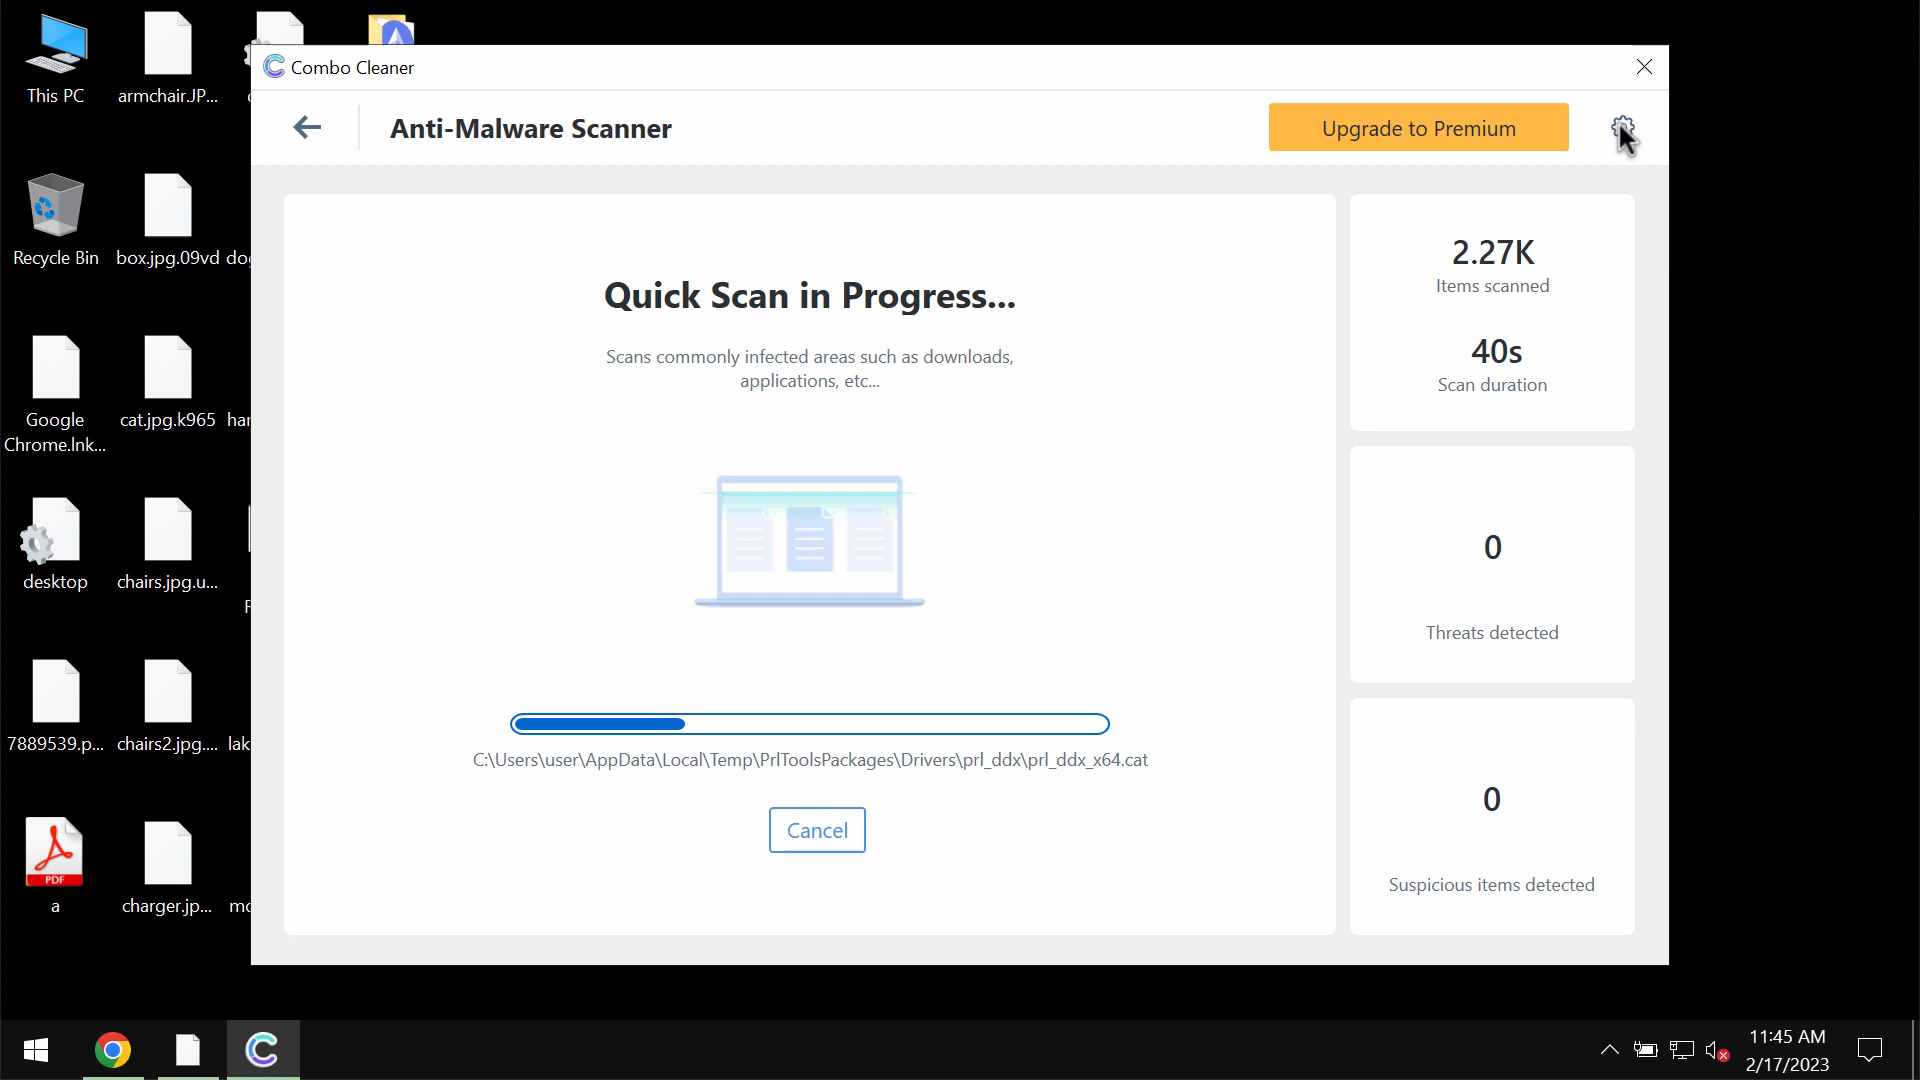 This PC
armchair.JP...
Recycle Bin
box.jpg.09vd
Google
Chrome.lnk...
cat.jpg.k965
desktop
chairs.jpg.u...
7889539.p...
chairs2.jpg....
PDF
a
charger.jp...
Combo Cleaner
Anti-Malware Scanner
Upgrade to Premium
Quick Scan in Progress...
Scans commonly infected areas such as downloads,
applications, etc...
C:\Users\user\AppData\Local\Temp\PrlToolsPackages\Drivers\prl_ddx\prl_ddx_x64.cat
Cancel
2.27K
Items scanned
40s
Scan duration
0
Threats detected
0
Suspicious items detected
11:45 AM
2/17/2023